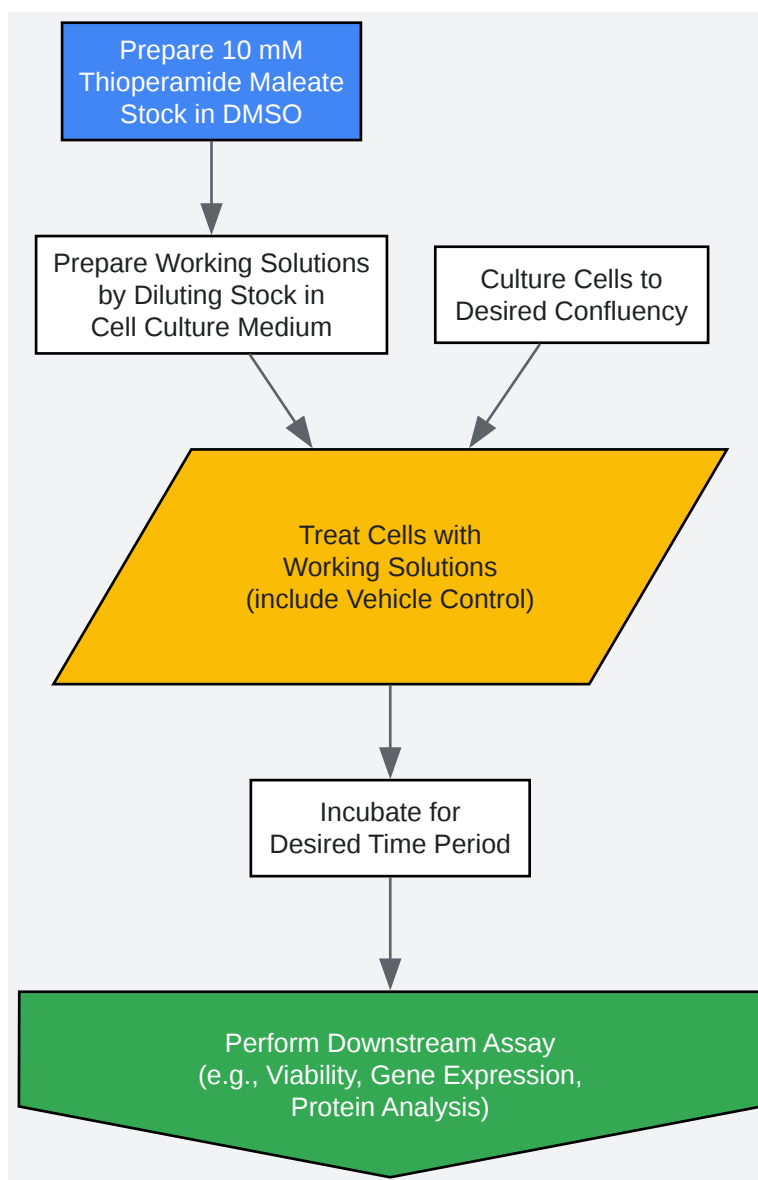 Prepare 10 mM
Thioperamide Maleate
Stock in DMSO
Prepare Working Solutions
by Diluting Stock in
Cell Culture Medium
Culture Cells to
Desired Confluency
Treat Cells with
Working Solutions
(include Vehicle Control)
Incubate for
Desired Time Period
Perform Downstream Assay
(e.g., Viability, Gene Expression,
Protein Analysis)